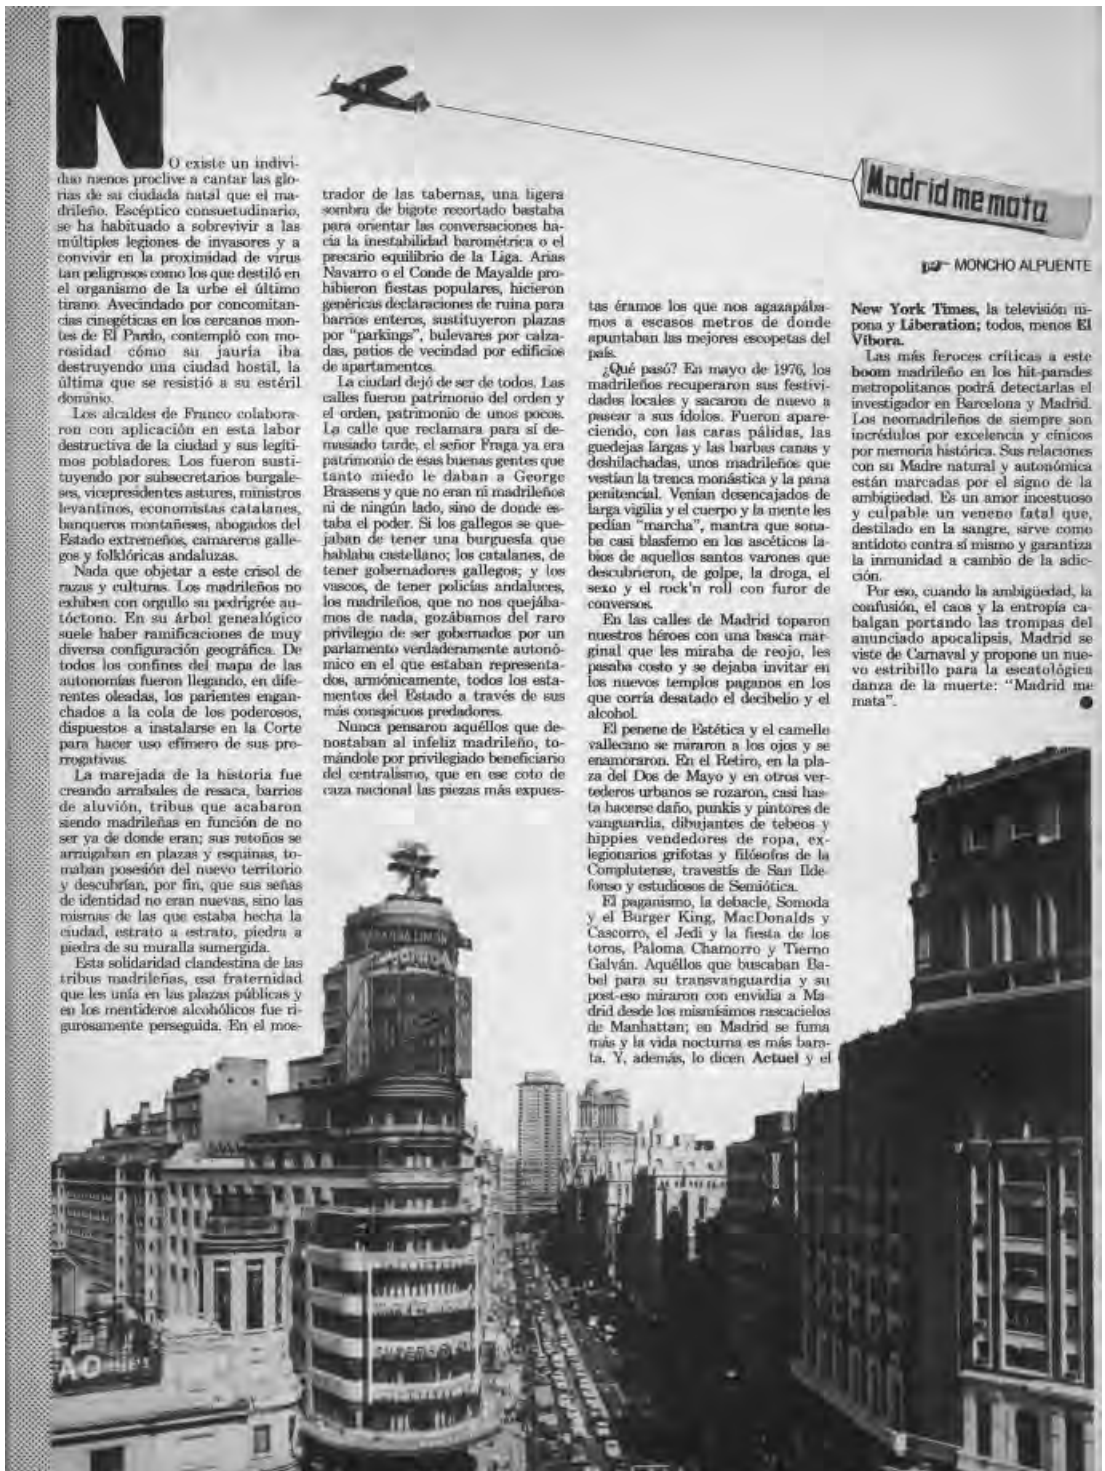 Madrid me mata
MONCHO ALPUENTE
NO existe un indivi-
duo menos proclive a cantar las glo-
rias de su ciudada natal que el ma-
drileño. Escéptico consuetudinario,
se ha habituado a sobrevivir a las
múltiples legiones de invasores y a
convivir en la proximidad de virus
tan peligrosos como los que destiló en
el organismo de la urbe el último
tirano. Avecindado por concomitan-
cias cinegéticas en los cercanos mon-
tes de El Pardo, contempló con mo-
rosidad cómo su jauría iba
destruyendo una ciudad hostil, la
última que se resistió a su estéril
dominio.
Los alcaldes de Franco colabora-
ron con aplicación en esta labor
destructiva de la ciudad y sus legíti-
mos pobladores. Los fueron susti-
tuyendo por subsecretarios burgale-
ses, vicepresidentes astures, ministros
levantinos, economistas catalanes,
banqueros montañeses, abogados del
Estado extremeños, camareros galle-
gos y folklóricas andaluzas.
Nada que objetar a este crisol de
razas y culturas. Los madrileños no
exhiben con orgullo su pedrigrée au-
tóctono. En su árbol genealógico
suele haber ramificaciones de muy
diversa configuración geográfica. De
todos los confines del mapa de las
autonomías fueron llegando, en dife-
rentes oleadas, los parientes engan-
chados a la cola de los poderosos,
dispuestos a instalarse en la Corte
para hacer uso efímero de sus pro-
rrogativas.
La marejada de la historia fue
creando arrabales de resaca, barrios
de aluvión, tribus que acabaron
siendo madrileñas en función de no
ser ya de donde eran; sus retoños se
arraigaban en plazas y esquinas, to-
maban posesión del nuevo territorio
y descubrían, por fin, que sus señas
de identidad no eran nuevas, sino las
mismas de las que estaba hecha la
ciudad, estrato a estrato, piedra a
piedra de su muralla sumergida.
Esta solidaridad clandestina de las
tribus madrileñas, esa fraternidad
que les unía en las plazas públicas y
en los mentideros alcohólicos fue ri-
gurosamente perseguida. En el mos-
trador de las tabernas, una ligera
sombra de bigote recortado bastaba
para orientar las conversaciones ha-
cia la inestabilidad barométrica o el
precario equilibrio de la Liga. Arias
Navarro o el Conde de Mayalde pro-
hibieron fiestas populares, hicieron
genéricas declaraciones de ruina para
barrios enteros, sustituyeron plazas
por "parkings", bulevares por calza-
das, patios de vecindad por edificios
de apartamentos.
La ciudad dejó de ser de todos. Las
calles fueron patrimonio del orden y
el orden, patrimonio de unos pocos.
La calle que reclamara para sí de-
masiado tarde, el señor Fraga ya era
patrimonio de esas buenas gentes que
tanto miedo le daban a George
Brassens y que no eran ni madrileños
ni de ningún lado, sino de donde es-
taba el poder. Si los gallegos se que-
jaban de tener una burguesía que
hablaba castellano; los catalanes, de
tener gobernadores gallegos; y los
vascos, de tener policías andaluces,
los madrileños, que no nos quejába-
mos de nada, gozábamos del raro
privilegio de ser gobernados por un
parlamento verdaderamente autonó-
mico en el que estaban representa-
dos, armónicamente, todos los esta-
mentos del Estado a través de sus
más conspicuos predadores.
Nunca pensaron aquéllos que de-
nostaban al infeliz madrileño, to-
mándole por privilegiado beneficiario
del centralismo, que en ese coto de
caza nacional las piezas más expues-
tas éramos los que nos agazapába-
mos a escasos metros de donde
apuntaban las mejores escopetas del
país.
¿Qué pasó? En mayo de 1976, los
madrileños recuperaron sus festivi-
dades locales y sacaron de nuevo a
pasear a sus ídolos. Fueron apare-
ciendo, con las caras pálidas, las
guedejas largas y las barbas canas y
deshilachadas, unos madrileños que
vestían la trenca monástica y la pana
penitencial. Venían desencajados de
larga vigilia y el cuerpo y la mente les
pedían "marcha", mantra que sona-
ba casi blasfemo en los ascéticos la-
bios de aquellos santos varones que
descubrieron, de golpe, la droga, el
sexo y el rock'n roll con furor de
conversos.
En las calles de Madrid toparon
nuestros héroes con una basca mar-
ginal que les miraba de reojo, les
pasaba costo y se dejaba invitar en
los nuevos templos paganos en los
que corría desatado el decibelio y el
alcohol.
El penene de Estética y el camello
vallecano se miraron a los ojos y se
enamoraron. En el Retiro, en la pla-
za del Dos de Mayo y en otros ver-
tederos urbanos se rozaron, casi has-
ta hacerse daño, punkis y pintores de
vanguardia, dibujantes de tebeos y
hippies vendedores de ropa, ex-
legionarios grifotas y filósofos de la
Complutense, travestís de San Ilde-
fonso y estudiosos de Semiótica.
El paganismo, la debacle, Somoda
y el Burger King, MacDonalds y
Cascorro, el Jedi y la fiesta de los
toros, Paloma Chamorro y Tierno
Galván. Aquéllos que buscaban Ba-
bel para su transvanguardia y su
post-eso miraron con envidia a Ma-
drid desde los mismísimos rascacielos
de Manhattan; en Madrid se fuma
más y la vida nocturna es más bara-
ta. Y, además, lo dicen Actuel y el
New York Times, la televisión ni-
pona y Liberation; todos, menos El
Víbora.
Las más feroces críticas a este
boom madrileño en los hit-parades
metropolitanos podrá detectarlas el
investigador en Barcelona y Madrid.
Los neomadrileños de siempre son
incrédulos por excelencia y cínicos
por memoria histórica. Sus relaciones
con su Madre natural y autonómica
están marcadas por el signo de la
ambigüedad. Es un amor incestuoso
y culpable un veneno fatal que,
destilado en la sangre, sirve como
antídoto contra sí mismo y garantiza
la inmunidad a cambio de la adic-
ción.
Por eso, cuando la ambigüedad, la
confusión, el caos y la entropía ca-
balgan portando las trompas del
anunciado apocalipsis, Madrid se
viste de Carnaval y propone un nue-
vo estribillo para la escatológica
danza de la muerte: "Madrid me
mata".